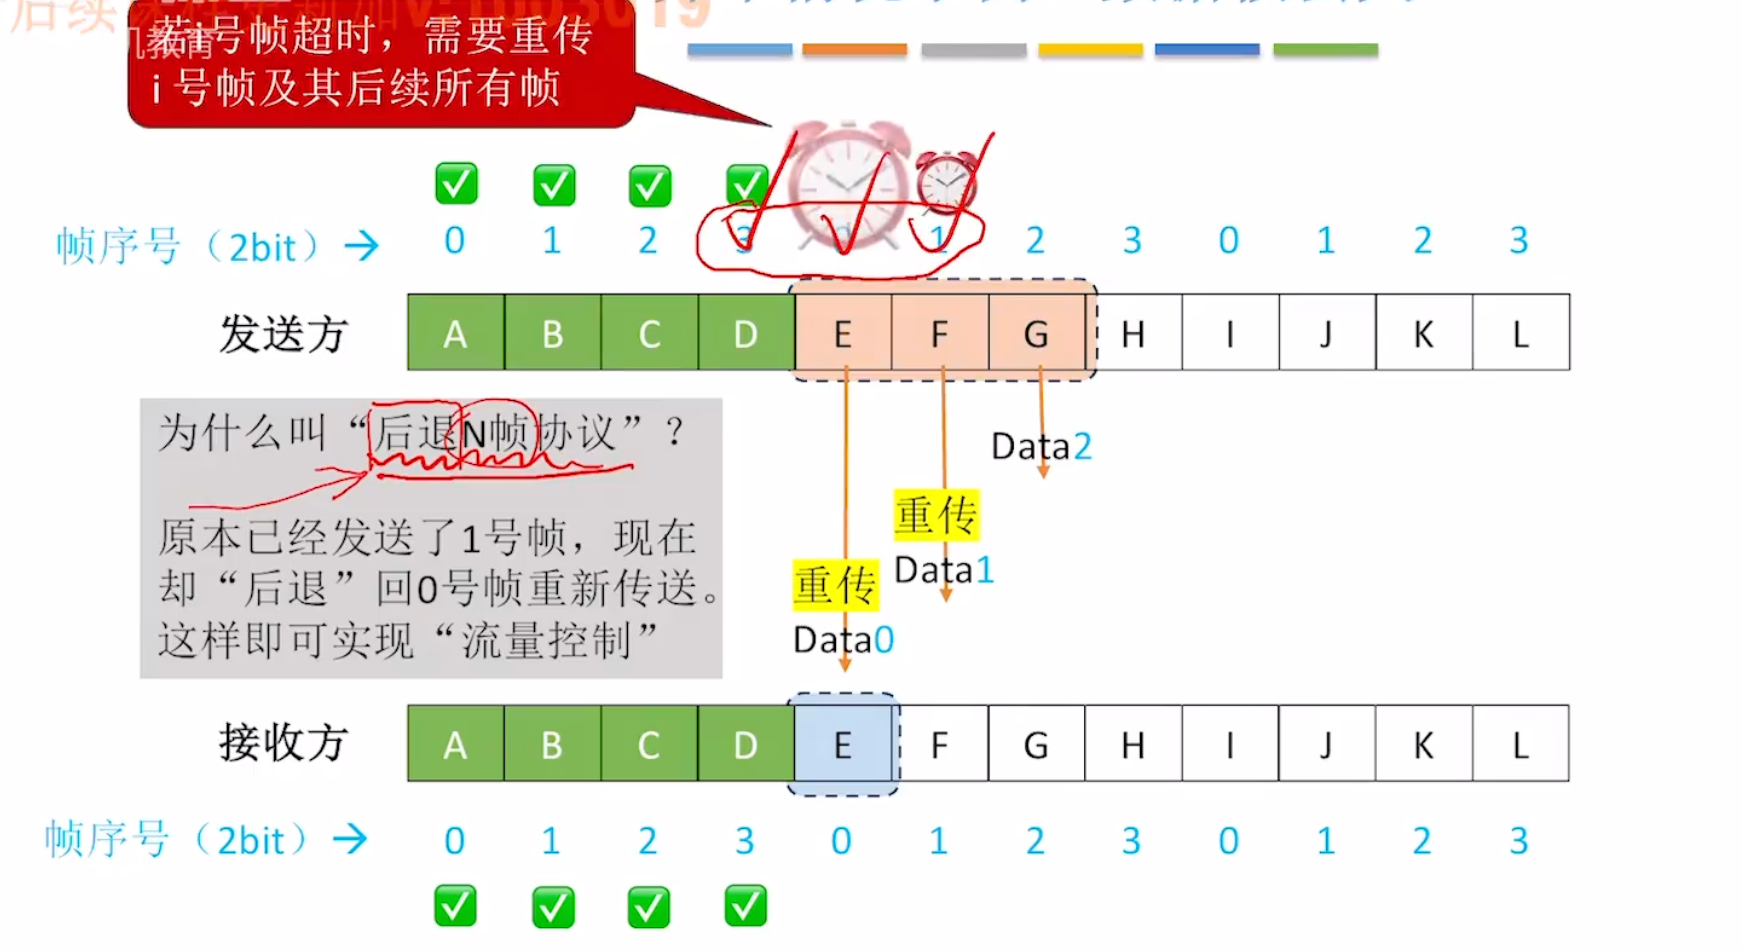 若i号帧超时，需要重传
i 号帧及其后续所有帧
帧序号（2bit）→ 0 1 2 3 1 2 3 0 1 2 3
发送方 A B C D E F G H I J K L
为什么叫“后退N帧协议”？
原本已经发送了1号帧，现在
却“后退”回0号帧重新传送。
这样即可实现“流量控制”
Data2
重传
Data1
重传
Data0
接收方 A B C D E F G H I J K L
帧序号（2bit）→ 0 1 2 3 0 1 2 3 0 1 2 3